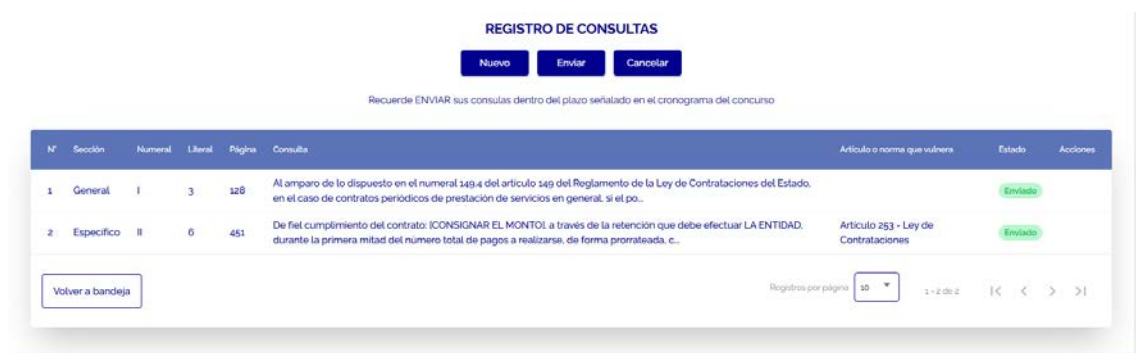 REGISTRO DE CONSULTAS
Nuevo Enviar Cancelar
Recuerde ENVIAR sus consulas dentro del plazo señalado en el cronograma del concurso
N° Sección Numeral Literal Página Consulta Artículo o norma que vulnera Estado Acciones
1 General I 3 128 Al amparo de lo dispuesto en el numeral 149.4 del artículo 149 del Reglamento de la Ley de Contrataciones del Estado, Enviado
en el caso de contratos periódicos de prestación de servicios en general, si el po...
2 Específico II 6 451 De fiel cumplimiento del contrato: [CONSIGNAR EL MONTO], a través de la retención que debe efectuar LA ENTIDAD, Artículo 253 - Ley de Enviado
durante la primera mitad del número total de pagos a realizarse, de forma prorrateada, c... Contrataciones
Volver a bandeja Registros por página 10 1 - 2 de 2